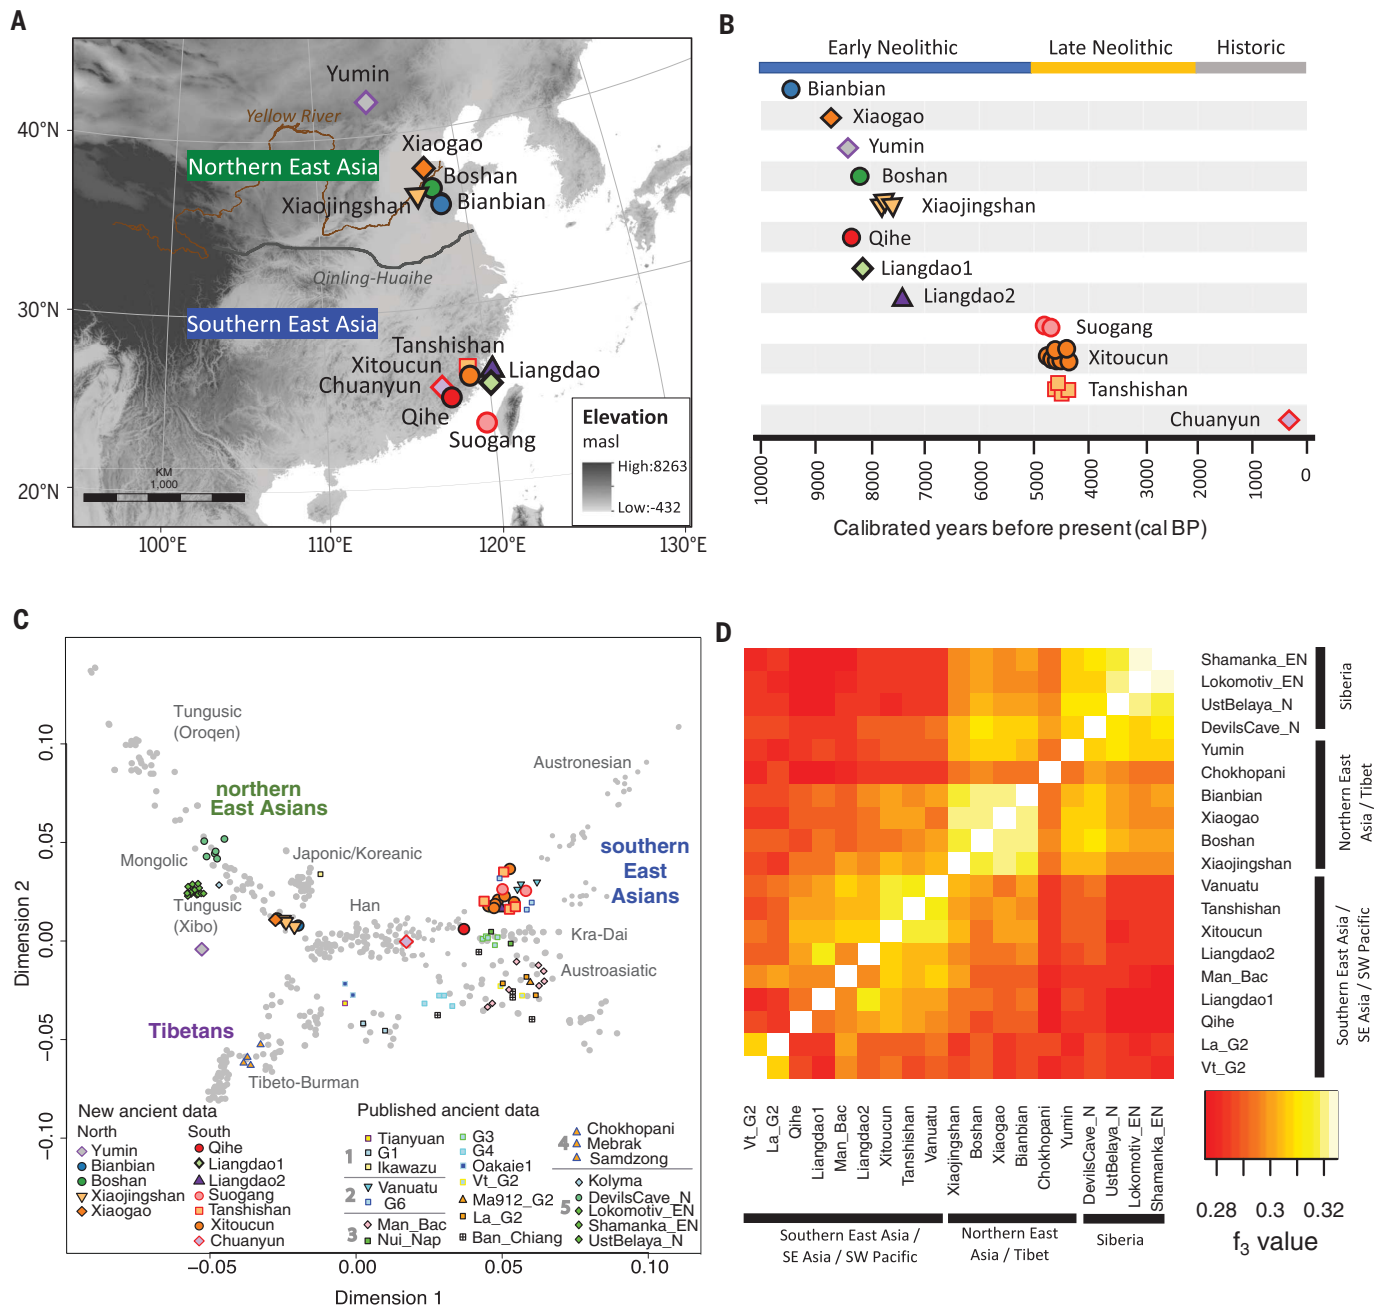 A
Yumin
Yellow River
40°N
Xiaogao
Northern East Asia
Boshan
Xiaojingshan
Bianbian
Qinling-Huaihe
30°N
Southern East Asia
Tanshishan
Xitoucun
Liangdao
Chuanyun
Qihe
Suogang
Elevation
masl
High:8263
Low:-432
KM
1,000
20°N
100°E
110°E
120°E
130°E
B
Early Neolithic
Late Neolithic
Historic
Bianbian
Xiaogao
Yumin
Boshan
Xiaojingshan
Qihe
Liangdao1
Liangdao2
Suogang
Xitoucun
Tanshishan
Chuanyun
10000
9000
8000
7000
6000
5000
4000
3000
2000
1000
0
Calibrated years before present (cal BP)
C
Tungusic
(Oroqen)
Austronesian
northern
East Asians
Mongolic
Japonic/Koreanic
southern
East
Asians
Tungusic
(Xibo)
Han
Kra-Dai
Austroasiatic
Tibetans
Tibeto-Burman
0.10
0.05
0.00
−0.05
−0.10
Dimension 2
New ancient data
North
Yumin
Bianbian
Boshan
Xiaojingshan
Xiaogao
South
Qihe
Liangdao1
Liangdao2
Suogang
Tanshishan
Xitoucun
Chuanyun
Published ancient data
1
Tianyuan
G1
Ikawazu
2
Vanuatu
G6
3
Man_Bac
Nui_Nap
G3
G4
Oakaie1
Vt_G2
Ma912_G2
La_G2
Ban_Chiang
4
Chokhopani
Mebrak
Samdzong
5
Kolyma
DevilsCave_N
Lokomotiv_EN
Shamanka_EN
UstBelaya_N
−0.05
0.00
0.05
0.10
Dimension 1
D
Shamanka_EN
Lokomotiv_EN
UstBelaya_N
DevilsCave_N
Yumin
Chokhopani
Bianbian
Xiaogao
Boshan
Xiaojingshan
Vanuatu
Tanshishan
Xitoucun
Liangdao2
Man_Bac
Liangdao1
Qihe
La_G2
Vt_G2
Siberia
Northern East
Asia / Tibet
Southern East Asia /
SE Asia / SW Pacific
Vt_G2
La_G2
Qihe
Liangdao1
Man_Bac
Liangdao2
Xitoucun
Tanshishan
Vanuatu
Xiaojingshan
Boshan
Xiaogao
Bianbian
Chokhopani
Yumin
DevilsCave_N
UstBelaya_N
Lokomotiv_EN
Shamanka_EN
Southern East Asia /
SE Asia / SW Pacific
Northern East
Asia / Tibet
Siberia
0.28
0.3
0.32
f3 value